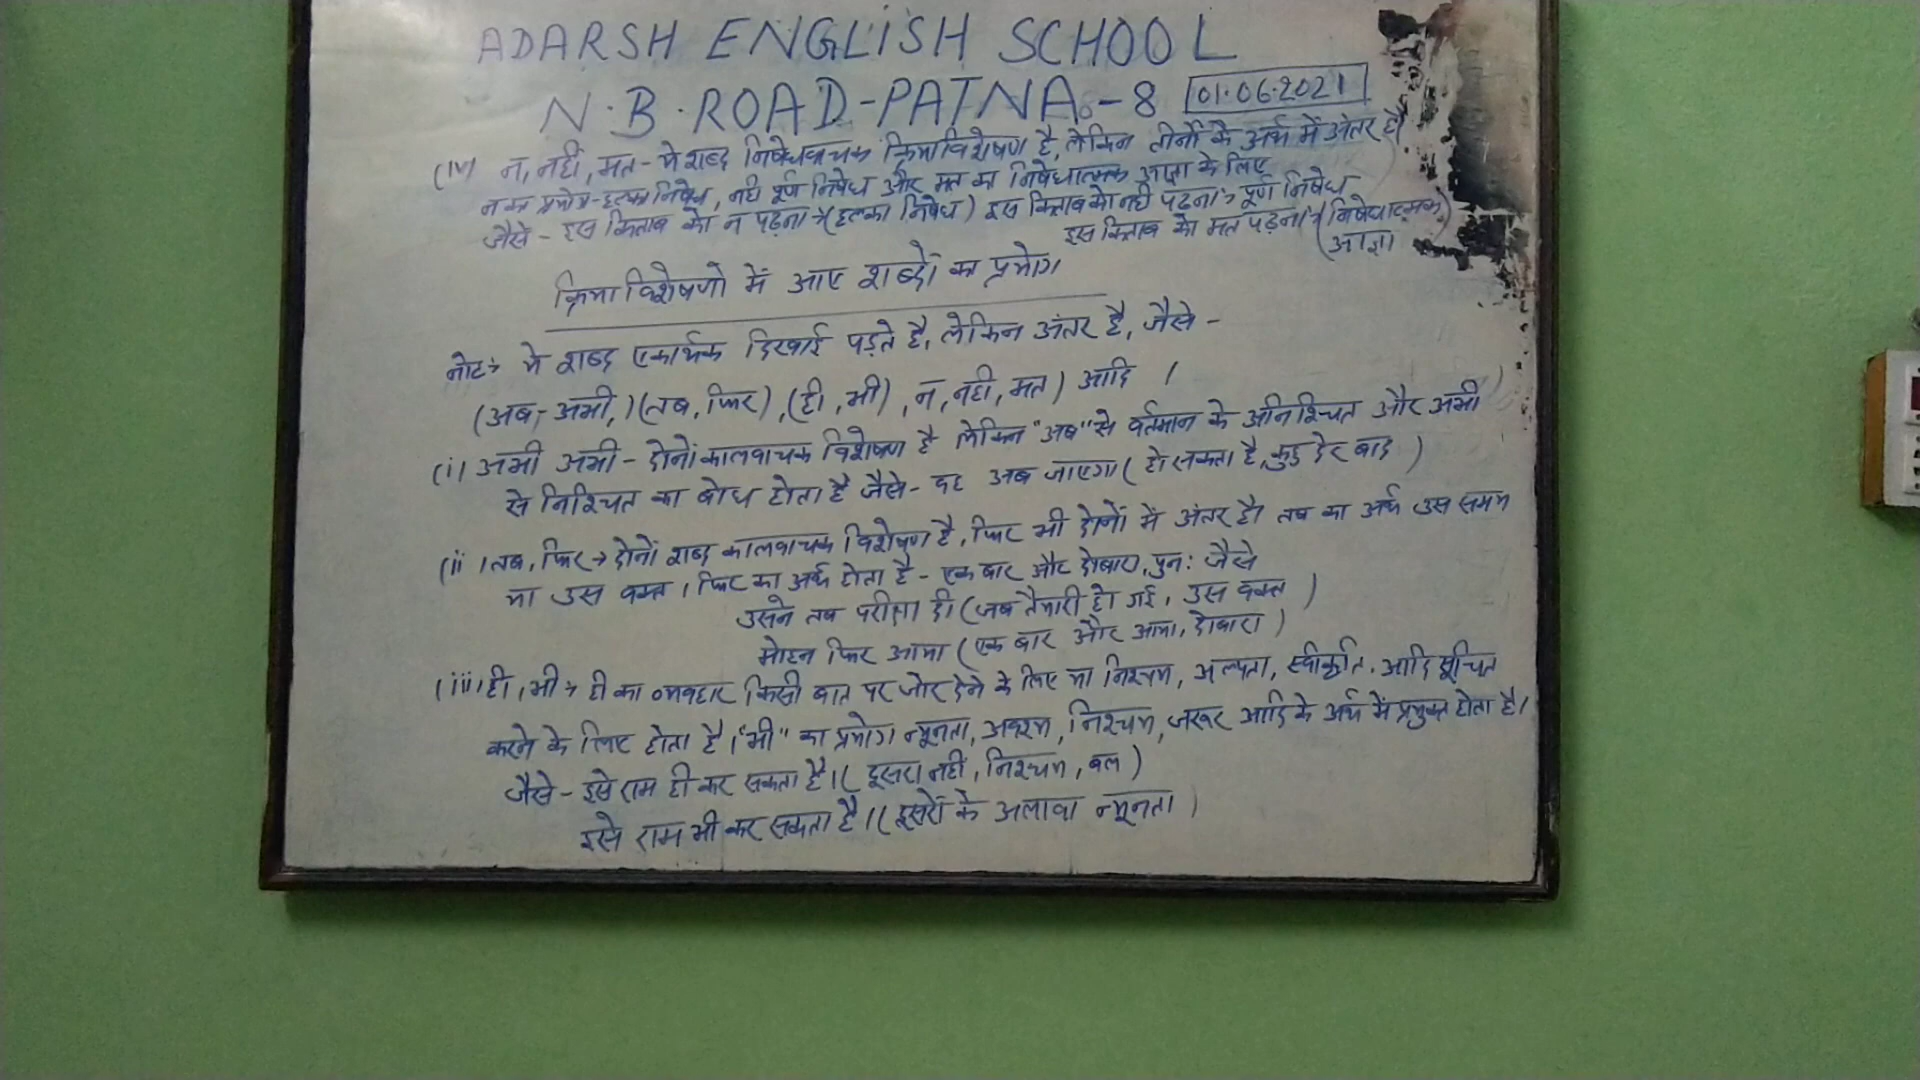 ADARSH ENGLISH SCHOOL
N.B.ROAD-PATNA-8 01.06.2021
(iv) न, नहीं, मत - ये शब्द निषेधवाचक क्रियाविशेषण है, लेकिन तीनों के अर्थ में अंतर है।
न का प्रयोग-हल्का निषेध, नही पूर्ण निषेध और मत का निषेधात्मक आज्ञा के लिए
जैसे - इस किताब को न पढ़ना→(हलका निषेध) इस किताब को नही पढ़ना→ पूर्ण निषेध
इस किताब को मत पढ़ना→(निषेधात्मक)
(आज्ञा
क्रियाविशेषणो में आए शब्दों का प्रयोग
नोट→ ये शब्द एकार्थक दिखाई पड़ते है, लेकिन अंतर है, जैसे -
(अब, अभी,) (तब, फिर), (ही, भी), न, नही, मत) आदि ।
(i) अभी अभी - दोनों कालवाचक विशेषण है लेकिन "अब" से वर्तमान के अनिश्चित और अभी
से निश्चित का बोध होता है जैसे - वह अब जाएगा (हो सकता है, कुछ देर बाद)
(ii) तब, फिर→ दोनों शब्द कालवाचक विशेषण है, फिर भी दोनों में अंतर है। तब का अर्थ उस समय
या उस वक्त। फिर का अर्थ होता है - एक बार और दोबारा, पुन: जैसे
उसने तब परीक्षा दी (जब तैयारी हो गई, उस वक्त)
मोहन फिर आया (एक बार और आया, दोबारा)
(iii) ही, भी→ ही का व्यवहार किसी बात पर जोर देने के लिए या निश्चय, अल्पता, स्वीकृति. आदि सूचित
करने के लिए होता है। "भी" का प्रयोग न्यूनता, अवश्य, निश्चय, जरूर आदि के अर्थ में प्रयुक्त होता है।
जैसे - इसे राम ही कर सकता है।(दूसरा नहीं, निश्चय, बल)
इसे राम भी कर सकता है।(दूसरों के अलावा न्यूनता)